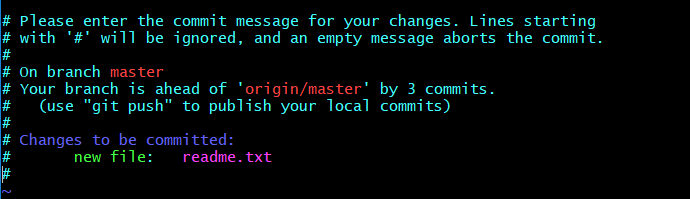 # Please enter the commit message for your changes. Lines starting
# with '#' will be ignored, and an empty message aborts the commit.
#
# On branch master
# Your branch is ahead of 'origin/master' by 3 commits.
#   (use "git push" to publish your local commits)
#
# Changes to be committed:
#       new file:   readme.txt
#
~